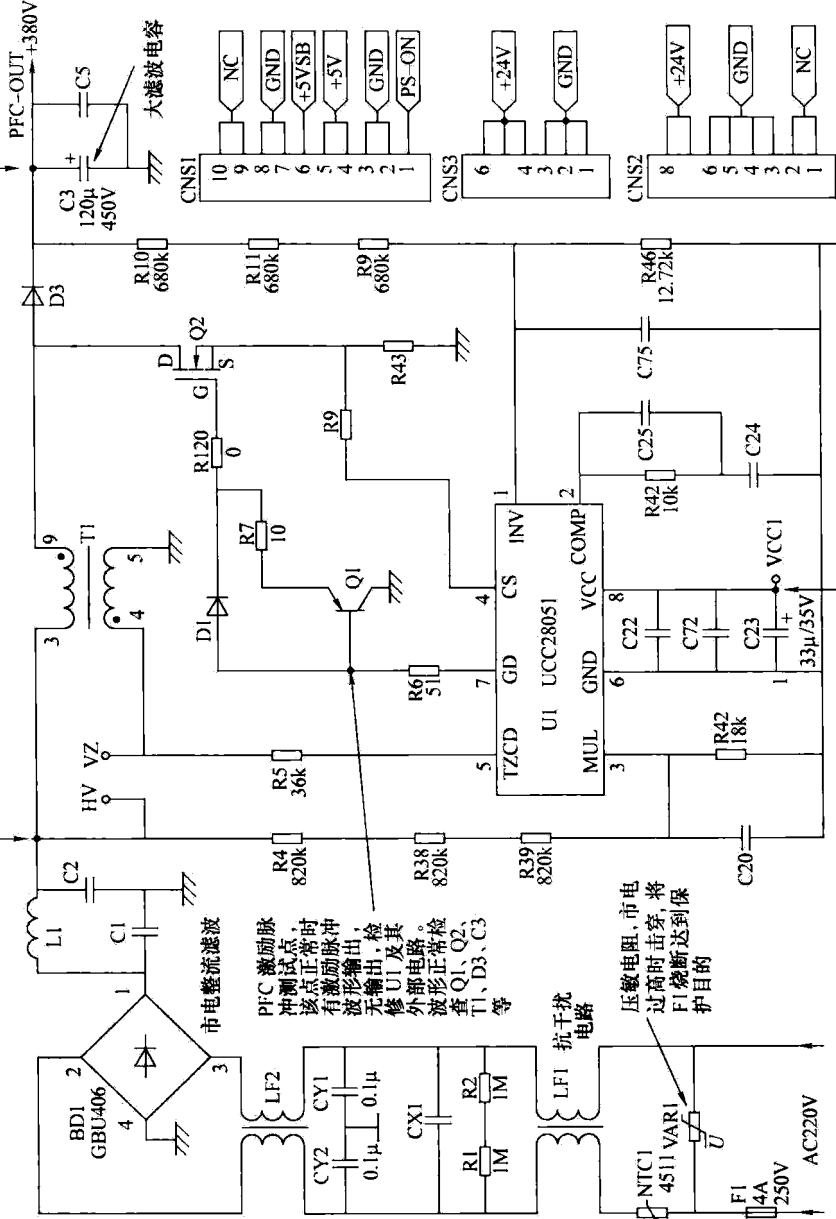 PFC-OUT
+380V
C5
大滤波电容
C3
120μ
450V
+
CNS1
10
9
8
7
6
5
4
3
2
1
NC
GND
+5VSB
+5V
GND
PS-ON
CNS3
6
4
3
2
1
+24V
GND
CNS2
8
6
5
4
3
2
1
+24V
GND
NC
D3
R10
680k
R11
680k
R9
680k
R46
12.72k
Q2
D
G
S
R43
R120
0
R9
C75
C25
C24
R42
10k
R7
10
Q1
D1
R6
51
T1
3
9
4
5
HV
VZ
R5
36k
U1 UCC28051
1
INV
2
COMP
4
CS
VCC
8
7
GD
GND
6
5
TZCD
MUL
3
VCC1
C22
C72
C23
+
33μ/35V
1
R42
18k
R4
820k
R38
820k
R39
820k
C20
L1
C2
C1
市电整流滤波
PFC 激励脉
冲测试点，
该点正常时
有激励脉冲
波形输出，
无输出，检
修 U1 及其
外部电路。
波形正常检
查 Q1、Q2、
T1、D3、C3
等
BD1
GBU406
1
2
3
4
LF2
CY1
0.1μ
CY2
0.1μ
CX1
R2
1M
R1
1M
LF1
抗干扰
电路
压敏电阻，市电
过高时击穿，将
F1 烧断达到保
护目的
NTC1
4511
VAR1
U
F1
4A
250V
AC220V